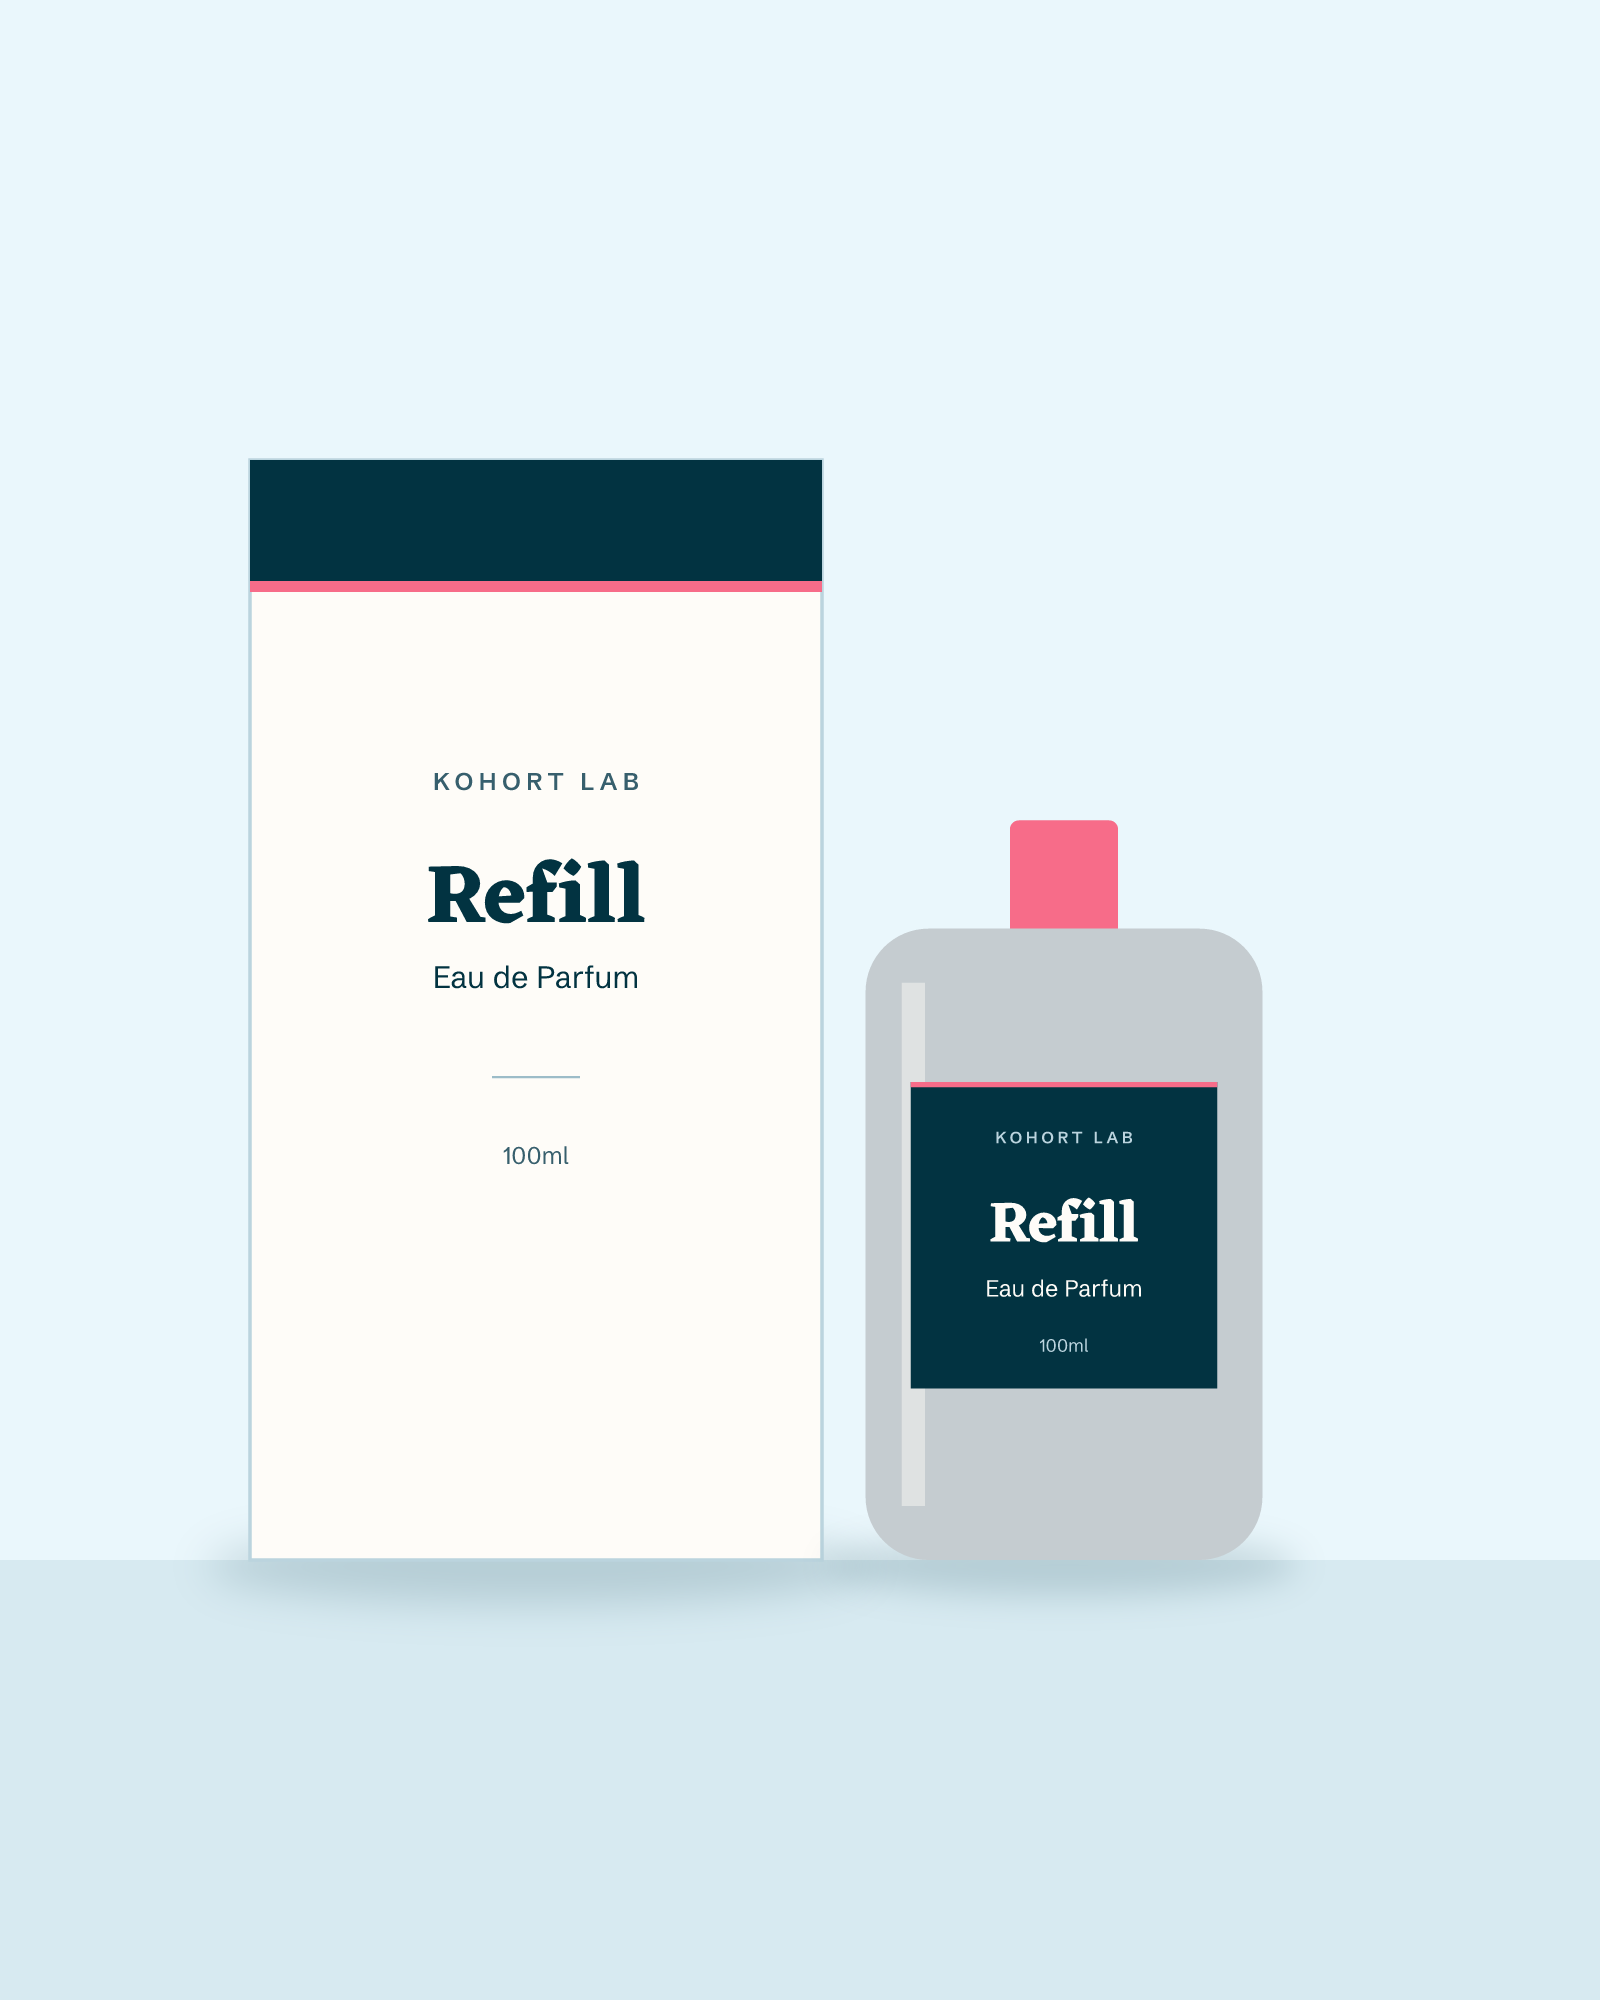 KOHORT LAB
Refill
Eau de Parfum
100ml
KOHORT LAB
Refill
Eau de Parfum
100ml